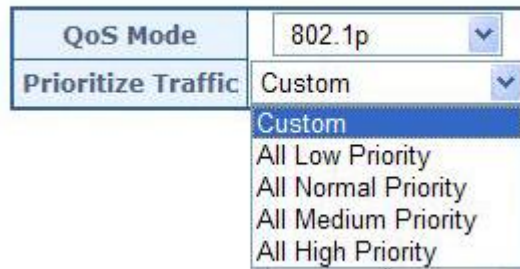 QoS Mode 802.1p
Prioritize Traffic Custom
Custom
All Low Priority
All Normal Priority
All Medium Priority
All High Priority